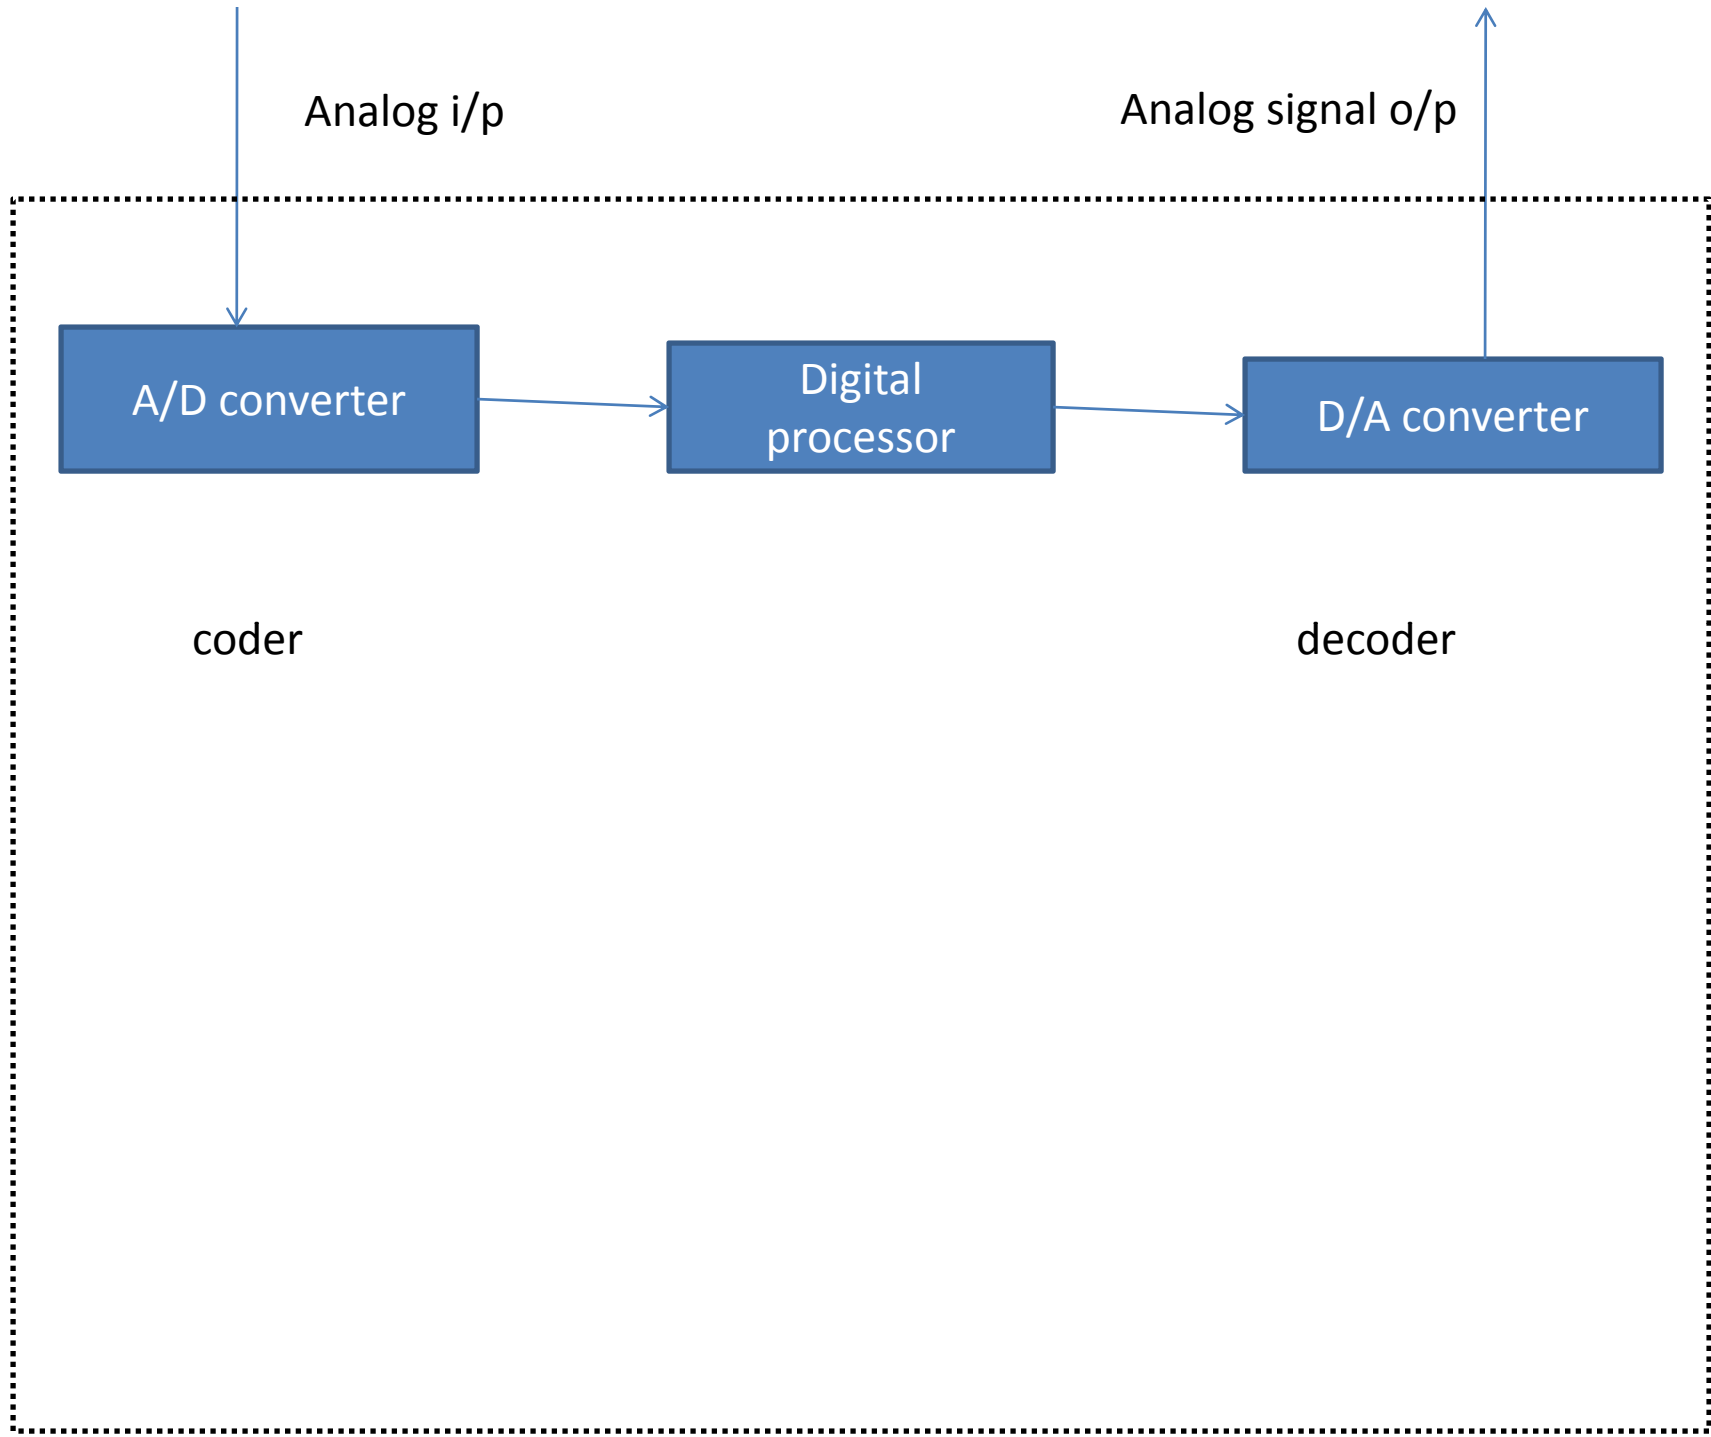 Analog i/p
Analog signal o/p
A/D converter
Digital
processor
D/A converter
coder
decoder